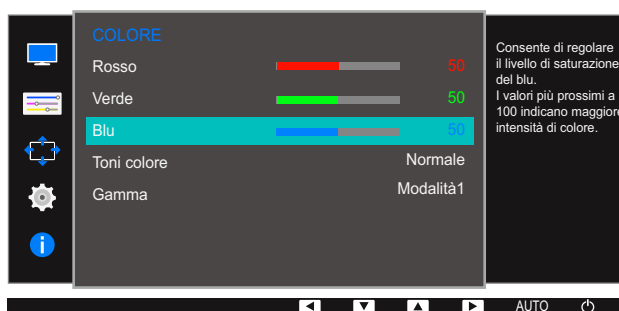 COLORE
Rosso 50
Verde 50
Blu 50
Toni colore Normale
Gamma Modalità1
Consente di regolare
il livello di saturazione
del blu.
I valori più prossimi a
100 indicano maggiore
intensità di colore.
AUTO